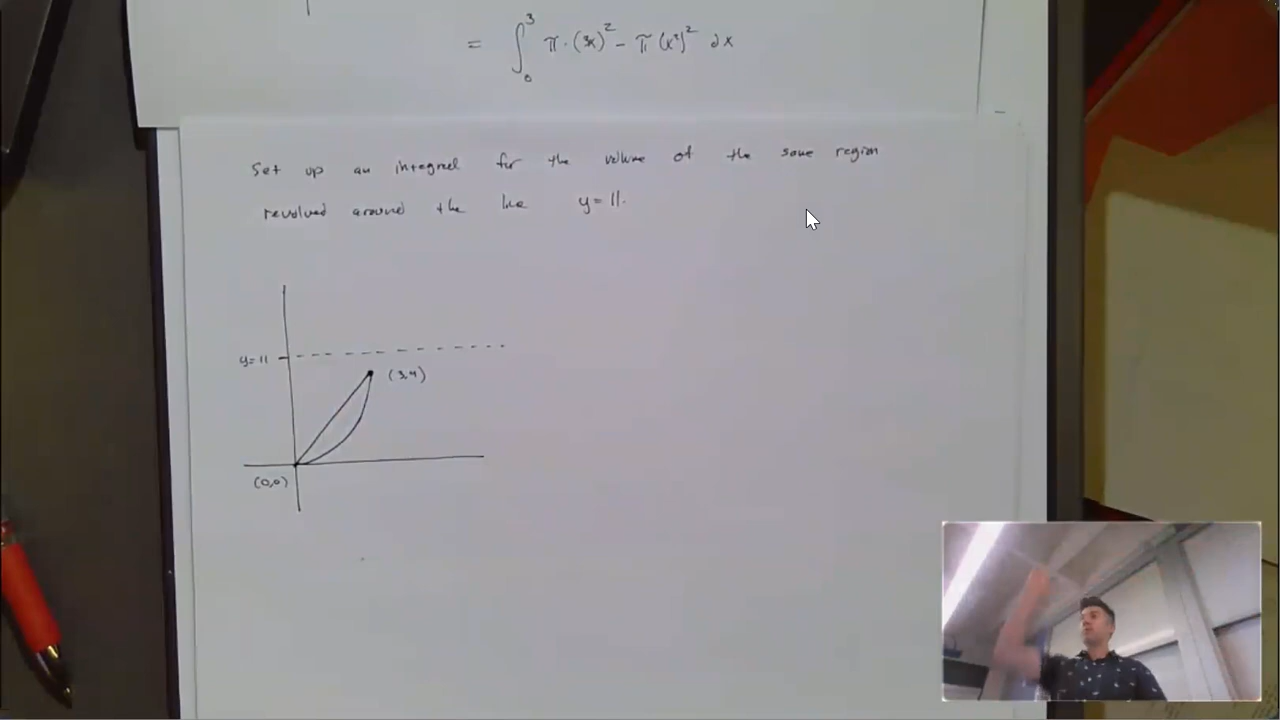 = ∫₀³ π·(3x)² - π(x²)² dx
Set up an integral for the volume of the same region
revolved around the line y=11.
y=11
(3,9)
(0,0)